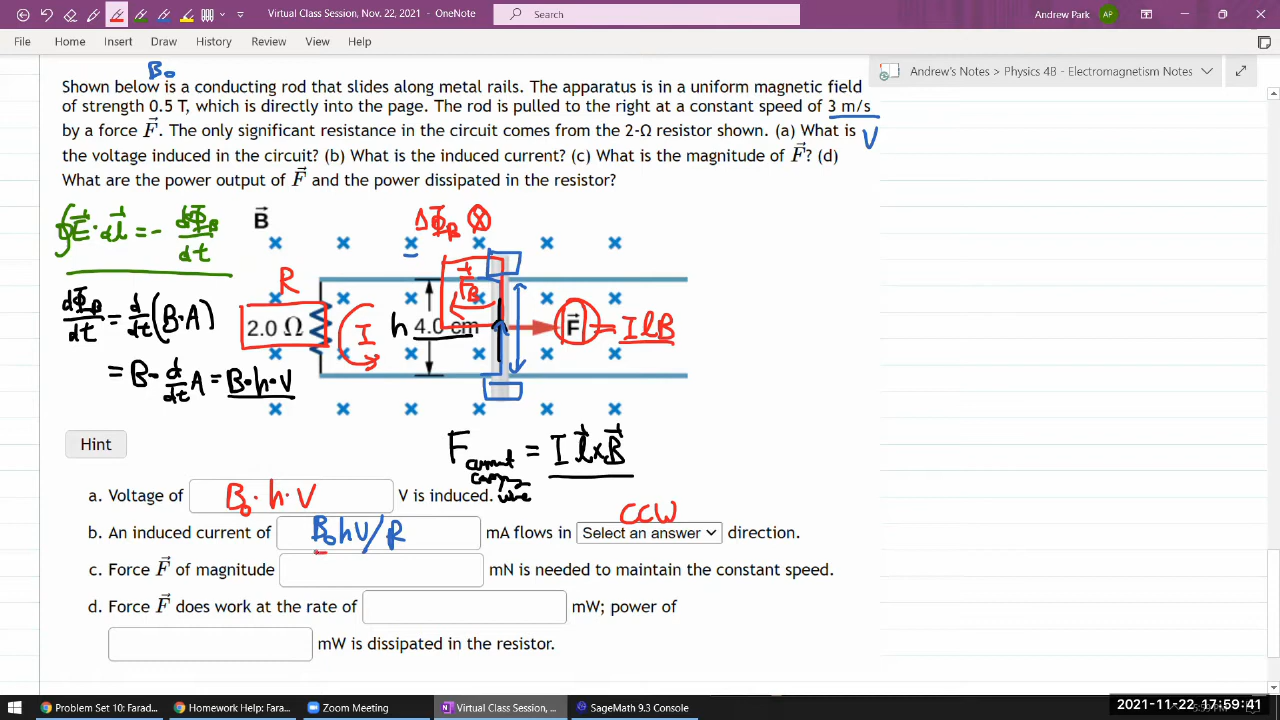 Virtual Class Session, Nov. 22, 2021 - OneNote
Search
Andrew Park
AP
File Home Insert Draw History Review View Help
Andrew's Notes > Physics 4B - Electromagnetism Notes
B₀
Shown below is a conducting rod that slides along metal rails. The apparatus is in a uniform magnetic field
of strength 0.5 T, which is directly into the page. The rod is pulled to the right at a constant speed of 3 m/s
by a force F⃗. The only significant resistance in the circuit comes from the 2-Ω resistor shown. (a) What is
V
the voltage induced in the circuit? (b) What is the induced current? (c) What is the magnitude of F⃗? (d)
What are the power output of F⃗ and the power dissipated in the resistor?
∮E⃗·dl⃗ = - dΦ_B/dt
B⃗
ΔΦ_B ⊗
R
F⃗_B
dΦ_B/dt = d/dt (B·A)
2.0 Ω
I
h 4.0 cm
F⃗ = IlB
= B · d/dt A = B·h·V
Hint
F current carrying wire = I l⃗×B⃗
a. Voltage of B₀·h·V V is induced.
CCW
b. An induced current of B₀hV/R mA flows in Select an answer direction.
c. Force F⃗ of magnitude mN is needed to maintain the constant speed.
d. Force F⃗ does work at the rate of mW; power of
mW is dissipated in the resistor.
Problem Set 10: Farad...
Homework Help: Fara...
Zoom Meeting
Virtual Class Session, ...
SageMath 9.3 Console
2021-11-22 17:59:41